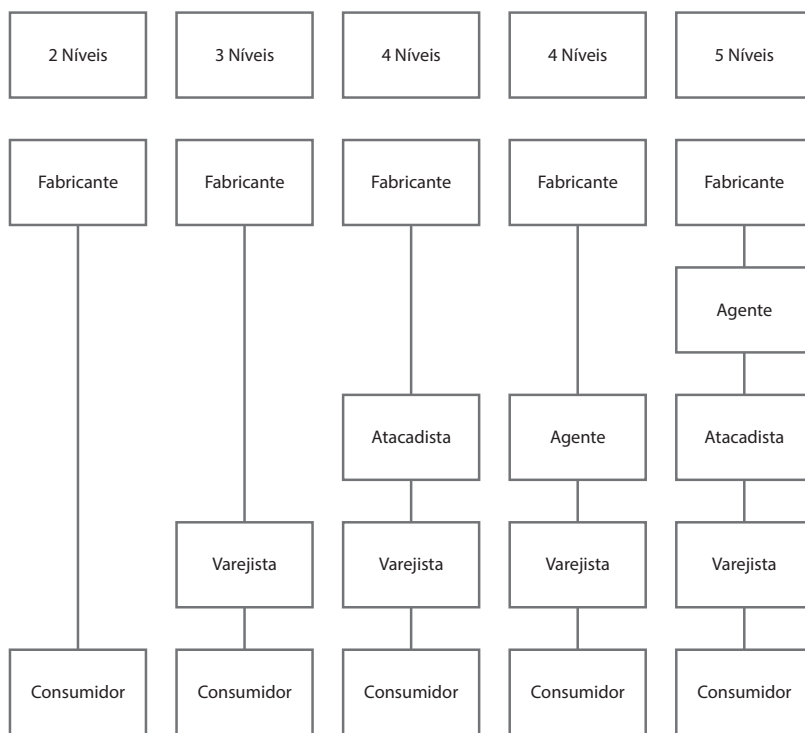 2 Níveis
3 Níveis
4 Níveis
4 Níveis
5 Níveis
Fabricante
Fabricante
Fabricante
Fabricante
Fabricante
Agente
Atacadista
Agente
Atacadista
Varejista
Varejista
Varejista
Varejista
Consumidor
Consumidor
Consumidor
Consumidor
Consumidor